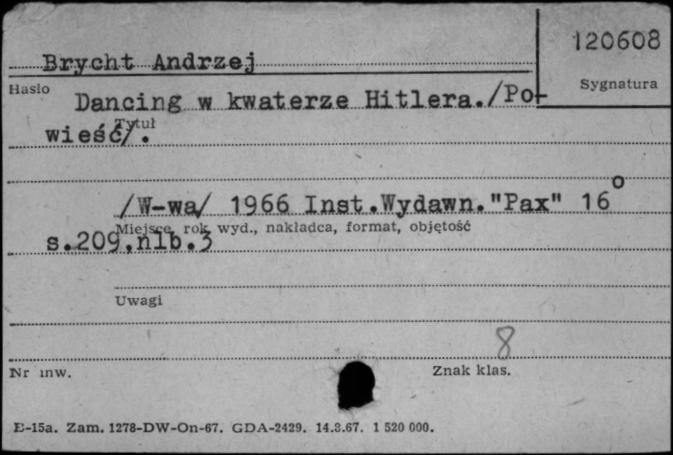 120608
Brycht Andrzej
Hasło
Sygnatura
Dancing w kwaterze Hitlera./Po-
Tytuł
wieść/.
/W-wa/ 1966 Inst.Wydawn."Pax" 16°
Miejsce, rok wyd., nakładca, format, objętość
s.209,nlb.3
Uwagi
8
Nr inw.
Znak klas.
E-15a. Zam. 1278-DW-On-67. GDA-2429. 14.8.67. 1 520 000.